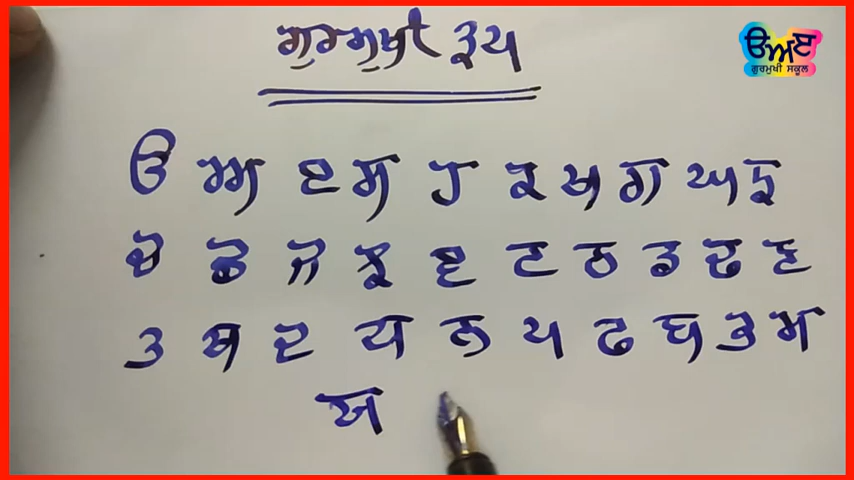 ਗੁਰਮੁਖੀ ਰੂਪ
ੳਅੲ
ਗੁਰਮੁਖੀ ਸਕੂਲ
ੳ ਅ ੲ ਸ ਹ ਕ ਖ ਗ ਘ ਙ
ਚ ਛ ਜ ਝ ਞ ਟ ਠ ਡ ਢ ਣ
ਤ ਥ ਦ ਧ ਨ ਪ ਫ ਬ ਭ ਮ
ਯ